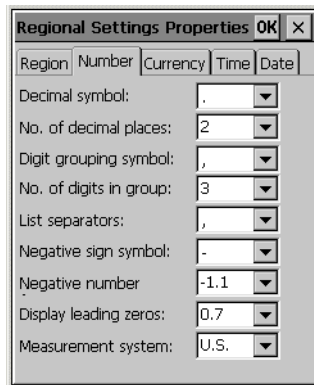 Regional Settings Properties OK ×
Region Number Currency Time Date
Decimal symbol: .
No. of decimal places: 2
Digit grouping symbol: ,
No. of digits in group: 3
List separators: ,
Negative sign symbol: -
Negative number -1.1
Display leading zeros: 0.7
Measurement system: U.S.